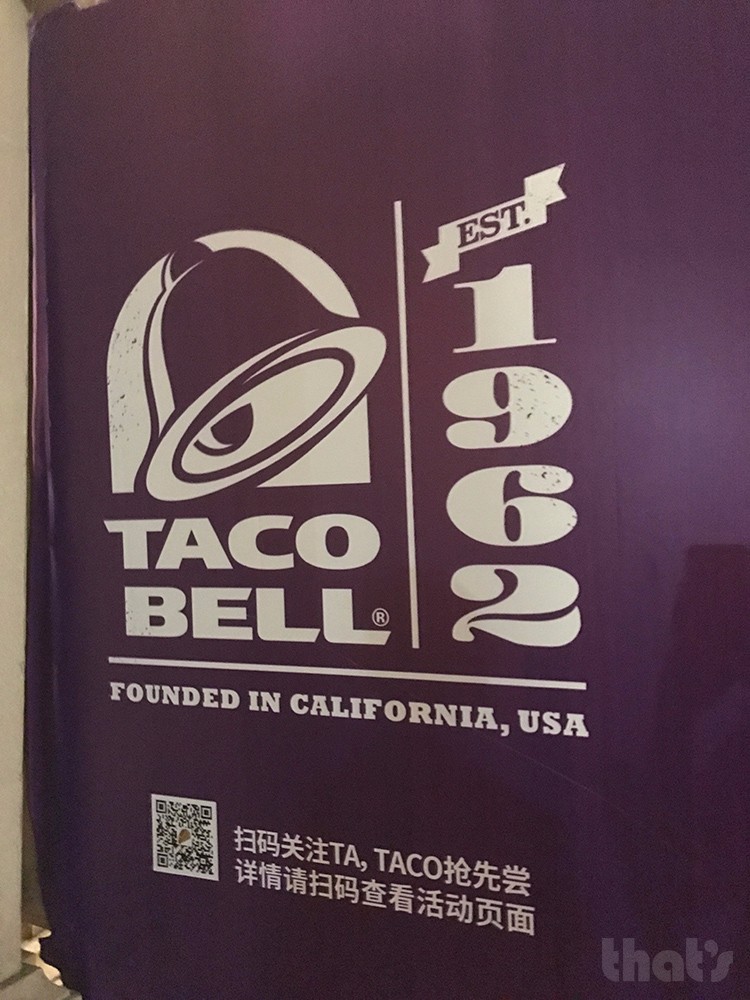 EST.
1962
TACO
BELL®
FOUNDED IN CALIFORNIA, USA
扫码关注TA, TACO抢先尝
详情请扫码查看活动页面
that's